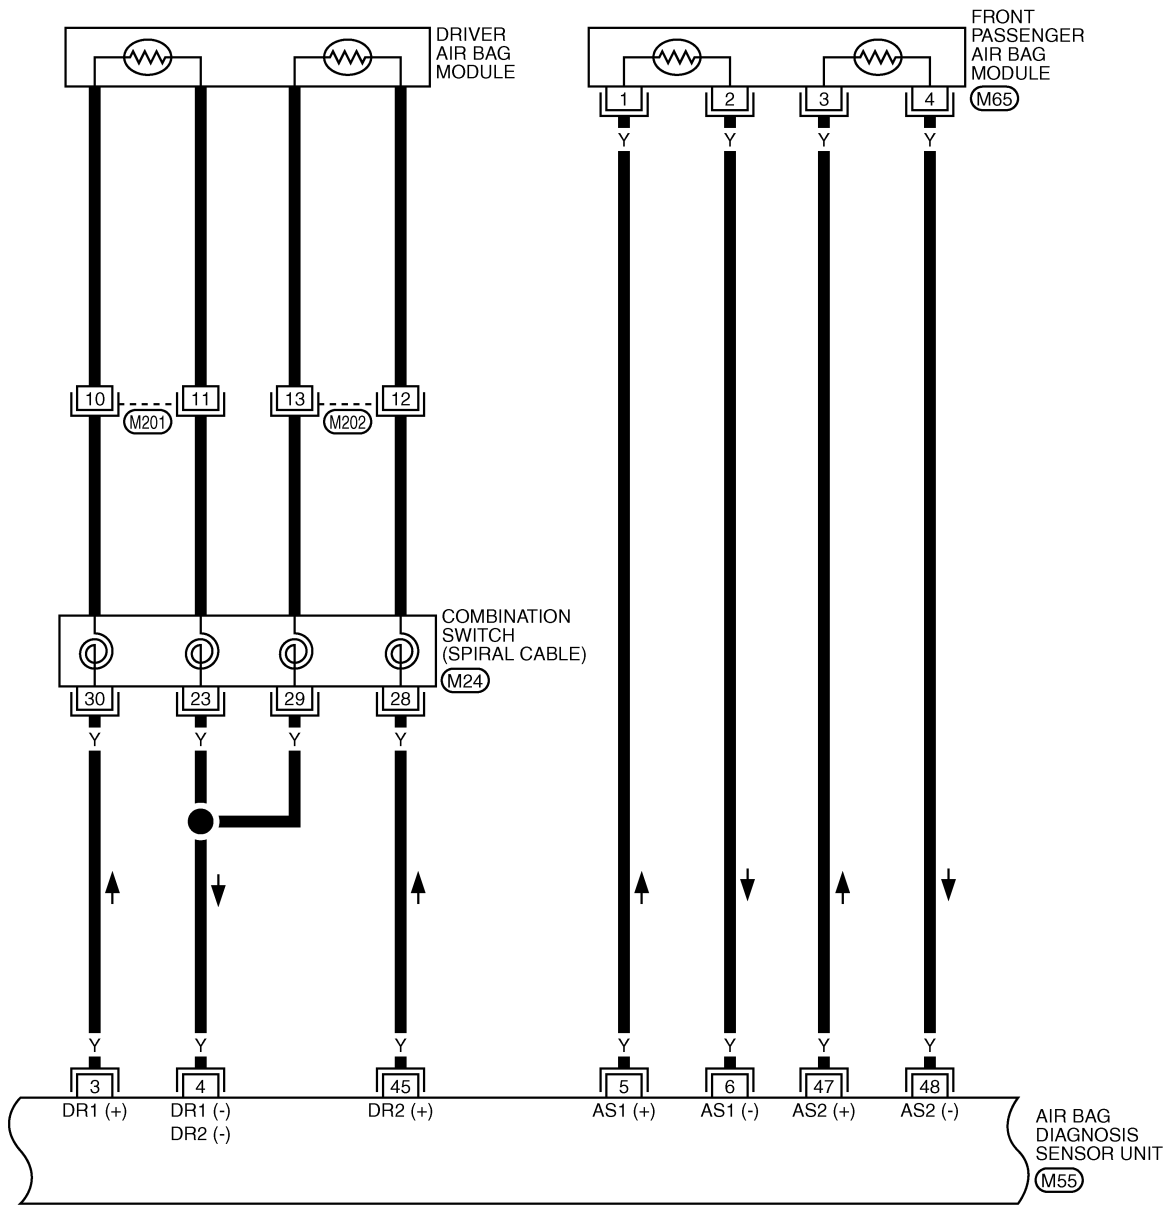 DRIVER
AIR BAG
MODULE
FRONT
PASSENGER
AIR BAG
MODULE
M65
1 2 3 4
Y Y Y Y
10 11 13 12
M201 M202
COMBINATION
SWITCH
(SPIRAL CABLE)
M24
30 23 29 28
Y Y Y Y
Y Y Y Y Y Y Y
3 4 45 5 6 47 48
DR1 (+) DR1 (-) DR2 (+) AS1 (+) AS1 (-) AS2 (+) AS2 (-)
DR2 (-)
AIR BAG
DIAGNOSIS
SENSOR UNIT
M55